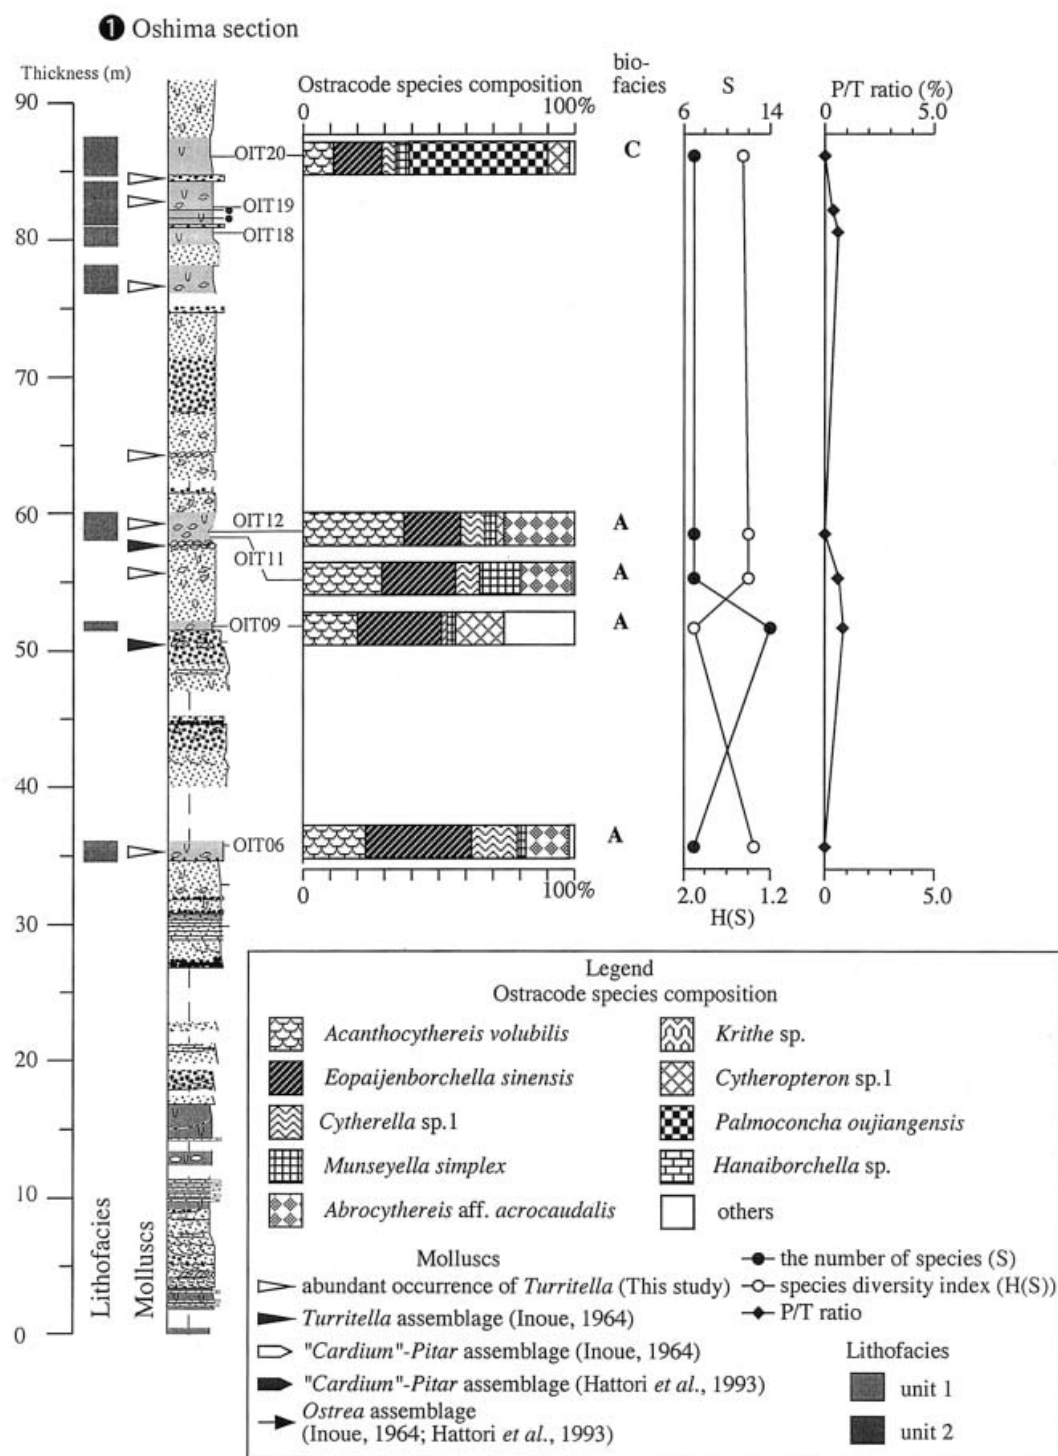 ❶ Oshima section
Thickness (m)
Ostracode species composition
bio-
facies
S
P/T ratio (%)
0 100%
6 14
0 5.0
90
80
70
60
50
40
30
20
10
0
OIT20
OIT19
OIT18
OIT12
OIT11
OIT09
OIT06
C
A
A
A
A
0 100%
2.0 1.2
H(S)
0 5.0
Lithofacies
Molluscs
Legend
Ostracode species composition
Acanthocythereis volubilis
Krithe sp.
Eopaijenborchella sinensis
Cytheropteron sp.1
Cytherella sp.1
Palmoconcha oujiangensis
Munseyella simplex
Hanaiborchella sp.
Abrocythereis aff. acrocaudalis
others
Molluscs
abundant occurrence of Turritella (This study)
Turritella assemblage (Inoue, 1964)
"Cardium"-Pitar assemblage (Inoue, 1964)
"Cardium"-Pitar assemblage (Hattori et al., 1993)
Ostrea assemblage
(Inoue, 1964; Hattori et al., 1993)
the number of species (S)
species diversity index (H(S))
P/T ratio
Lithofacies
unit 1
unit 2